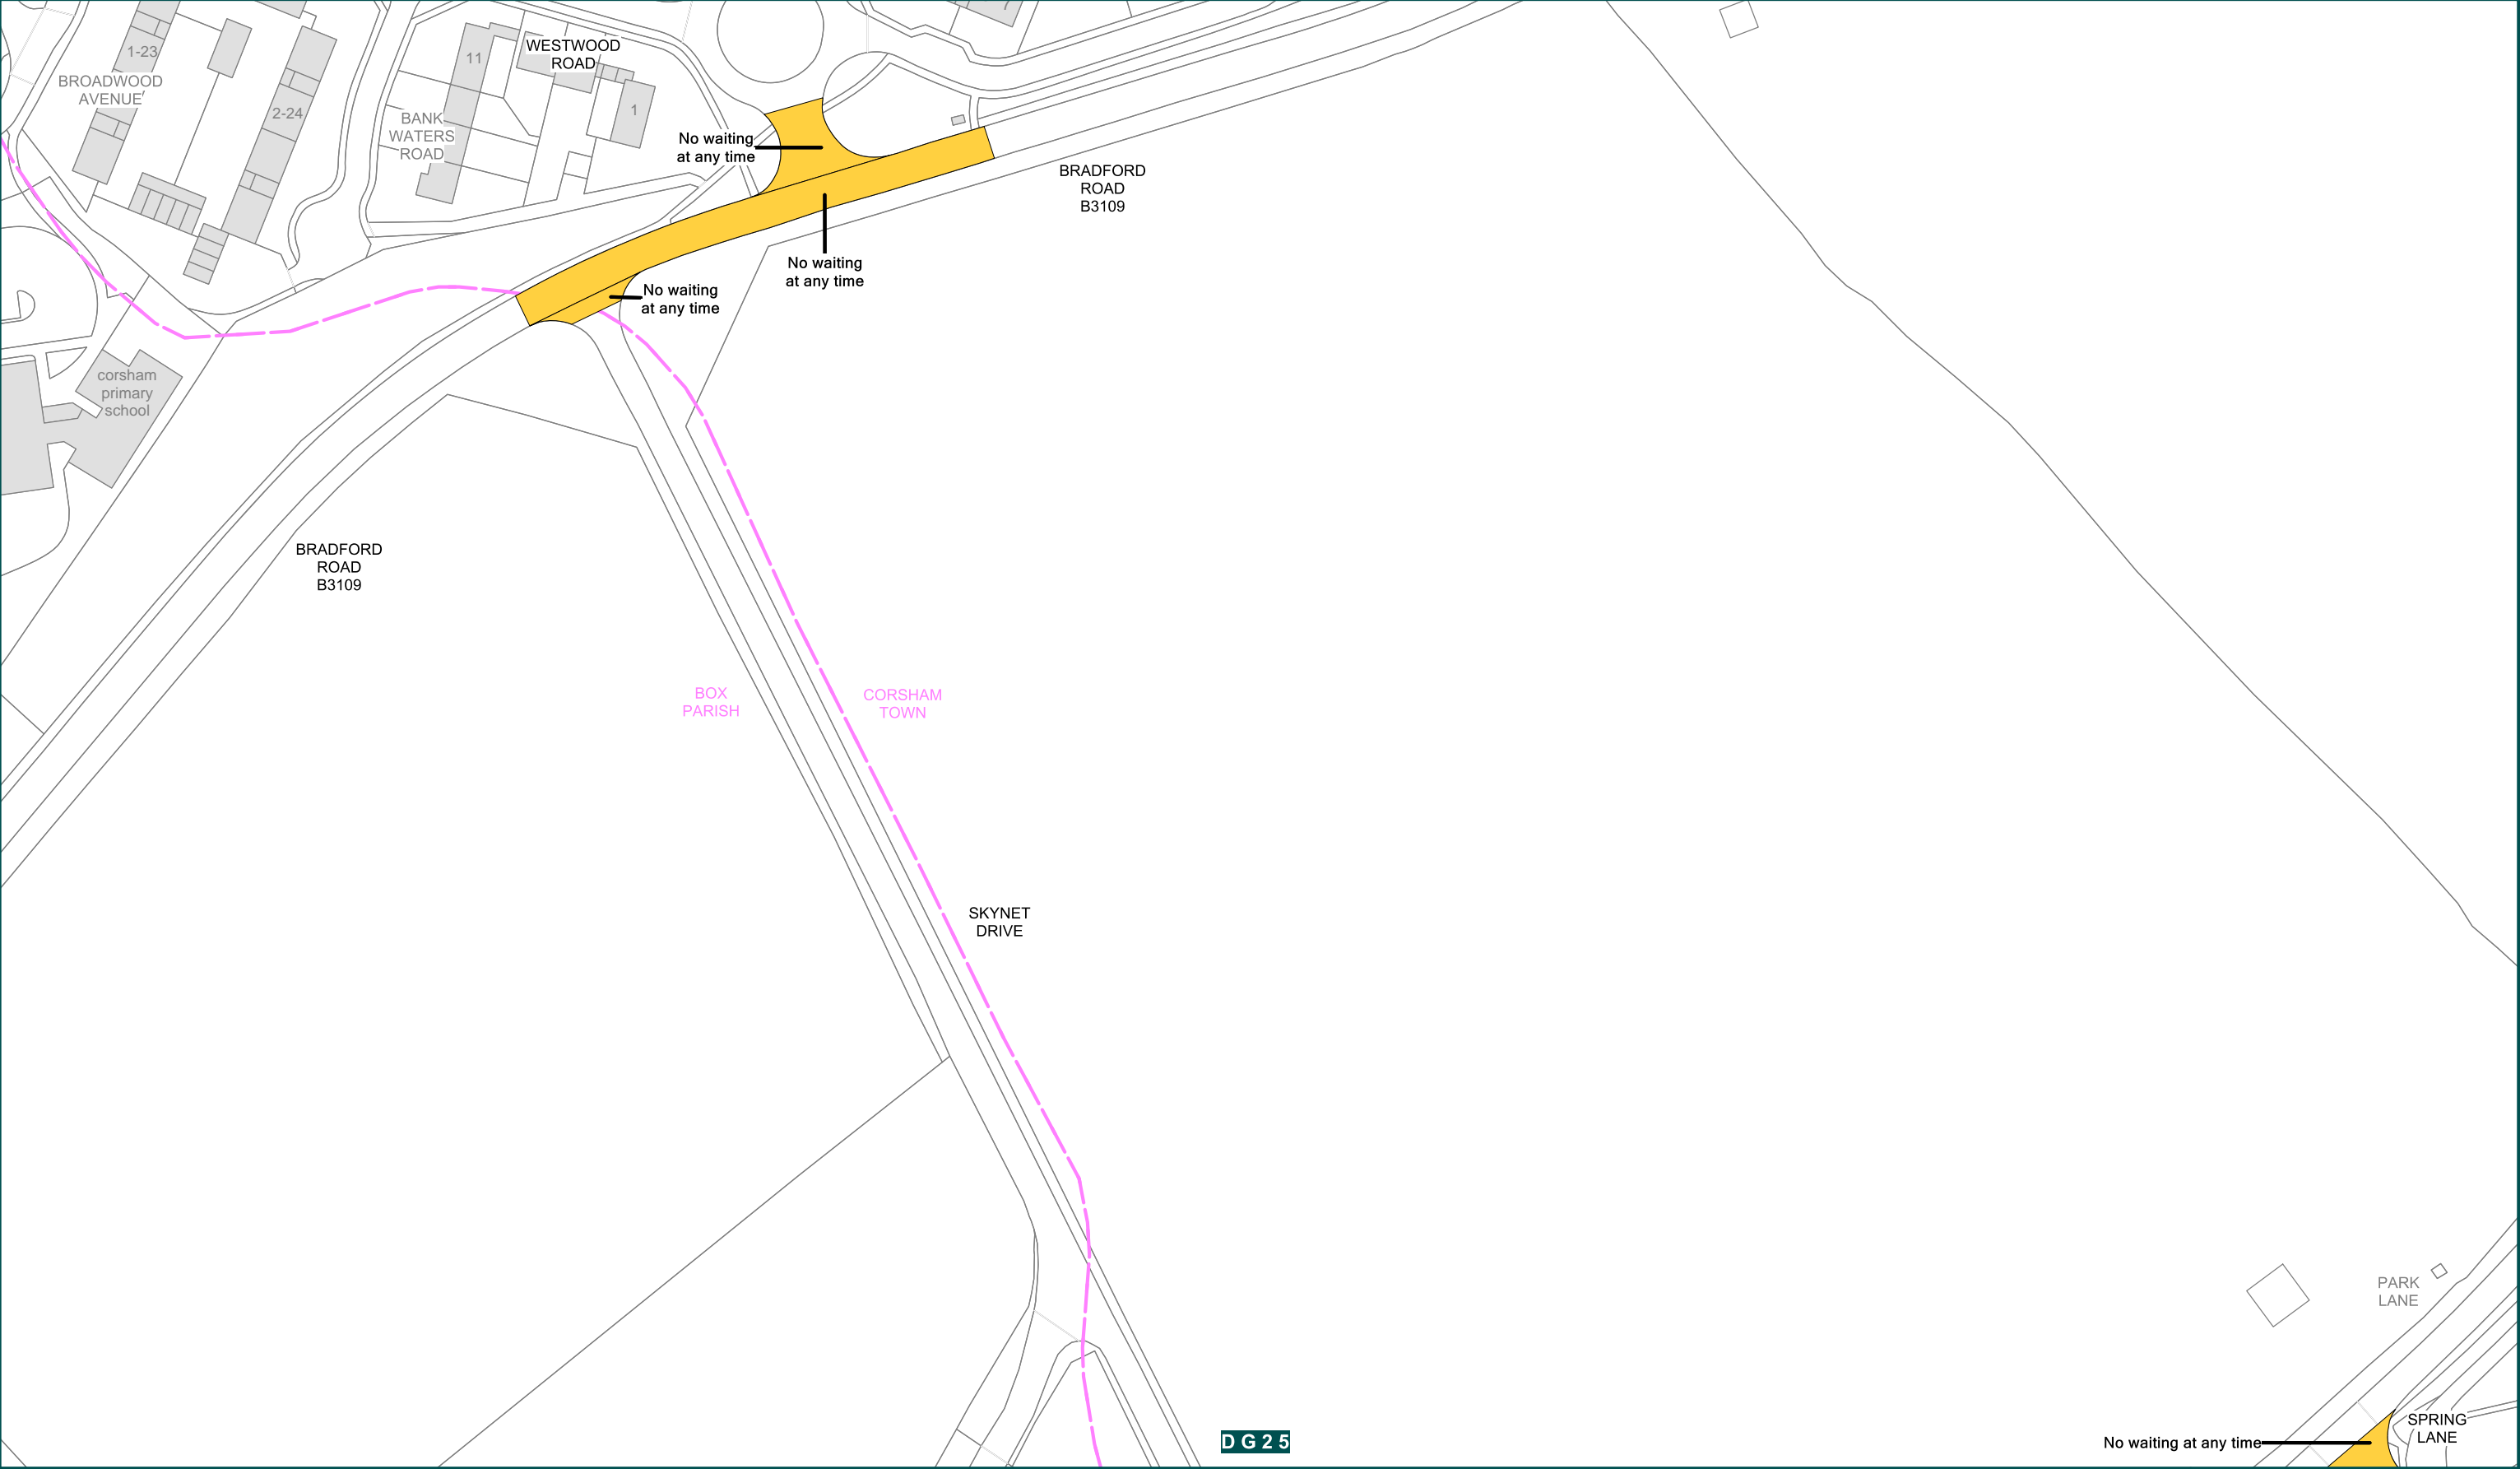 1-23
BROADWOOD
AVENUE
2-24
11
BANK
WATERS
ROAD
WESTWOOD
ROAD
1
7
No waiting
at any time
BRADFORD
ROAD
B3109
No waiting
at any time
No waiting
at any time
corsham
primary
school
BRADFORD
ROAD
B3109
BOX
PARISH
CORSHAM
TOWN
SKYNET
DRIVE
PARK
LANE
SPRING
LANE
No waiting at any time
DG25